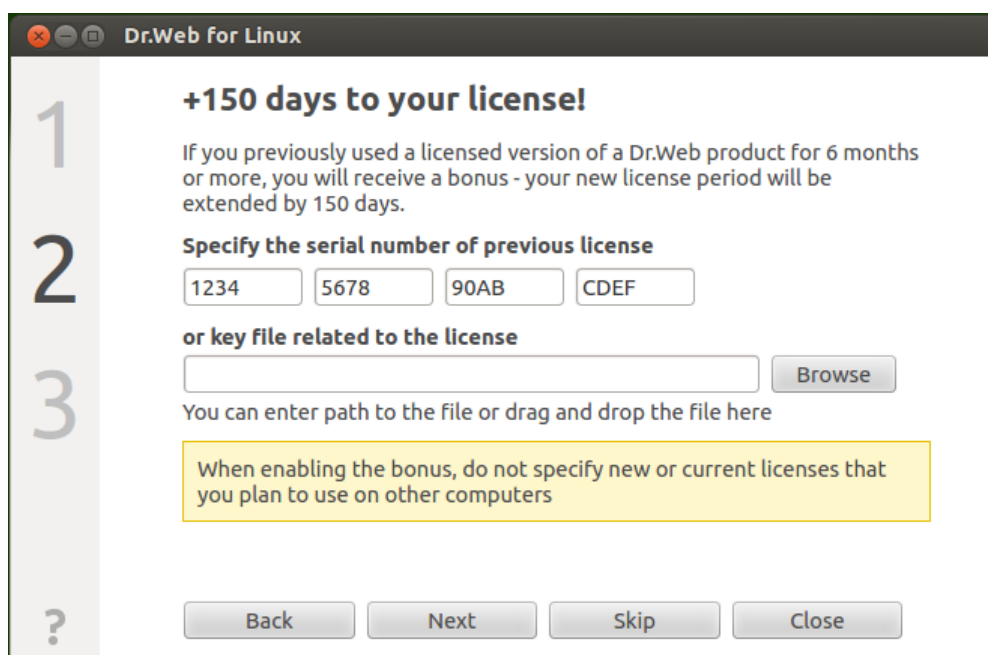 Dr.Web for Linux
1
+150 days to your license!
If you previously used a licensed version of a Dr.Web product for 6 months
or more, you will receive a bonus - your new license period will be
extended by 150 days.
2
Specify the serial number of previous license
1234 5678 90AB CDEF
or key file related to the license
Browse
3
You can enter path to the file or drag and drop the file here
When enabling the bonus, do not specify new or current licenses that
you plan to use on other computers
?
Back Next Skip Close